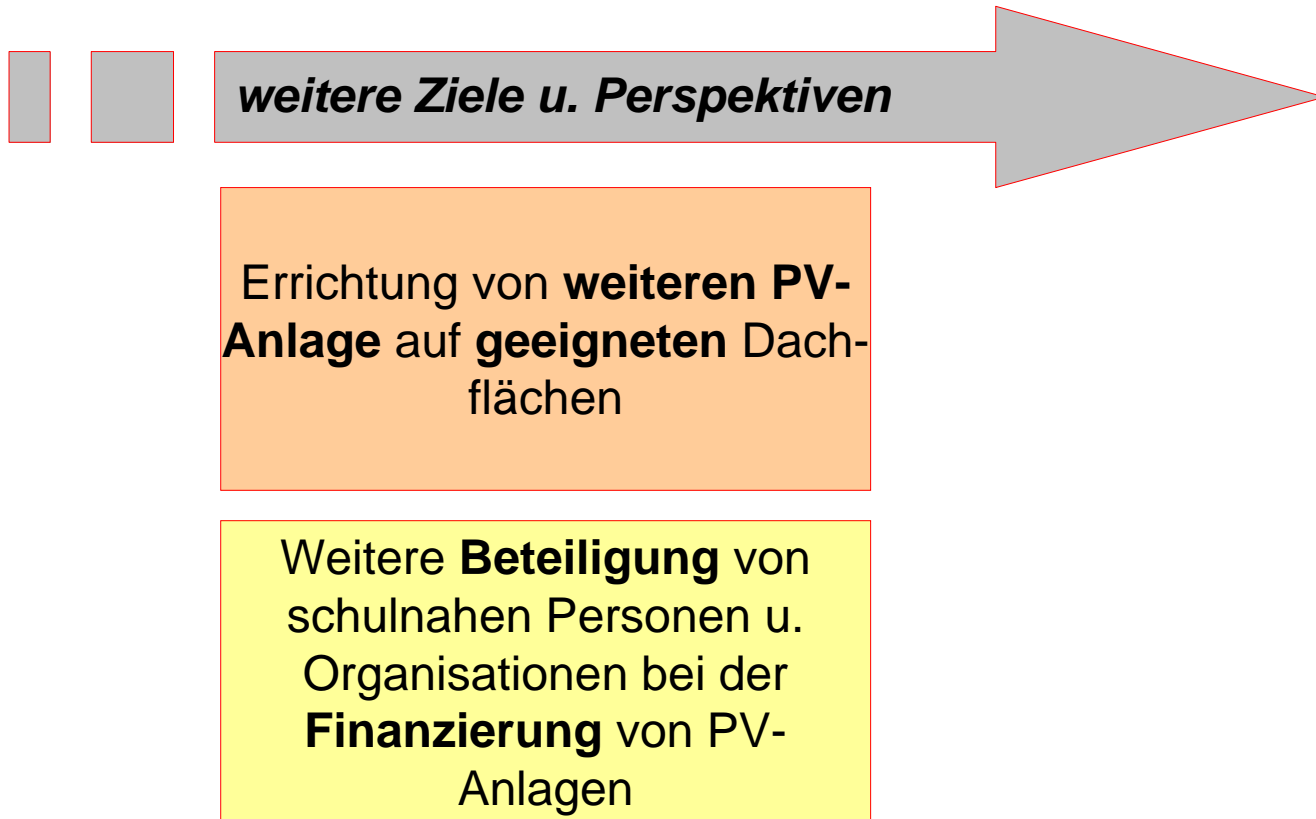 weitere Ziele u. Perspektiven
Errichtung von weiteren PV-
Anlage auf geeigneten Dach-
flächen
Weitere Beteiligung von
schulnahen Personen u.
Organisationen bei der
Finanzierung von PV-
Anlagen